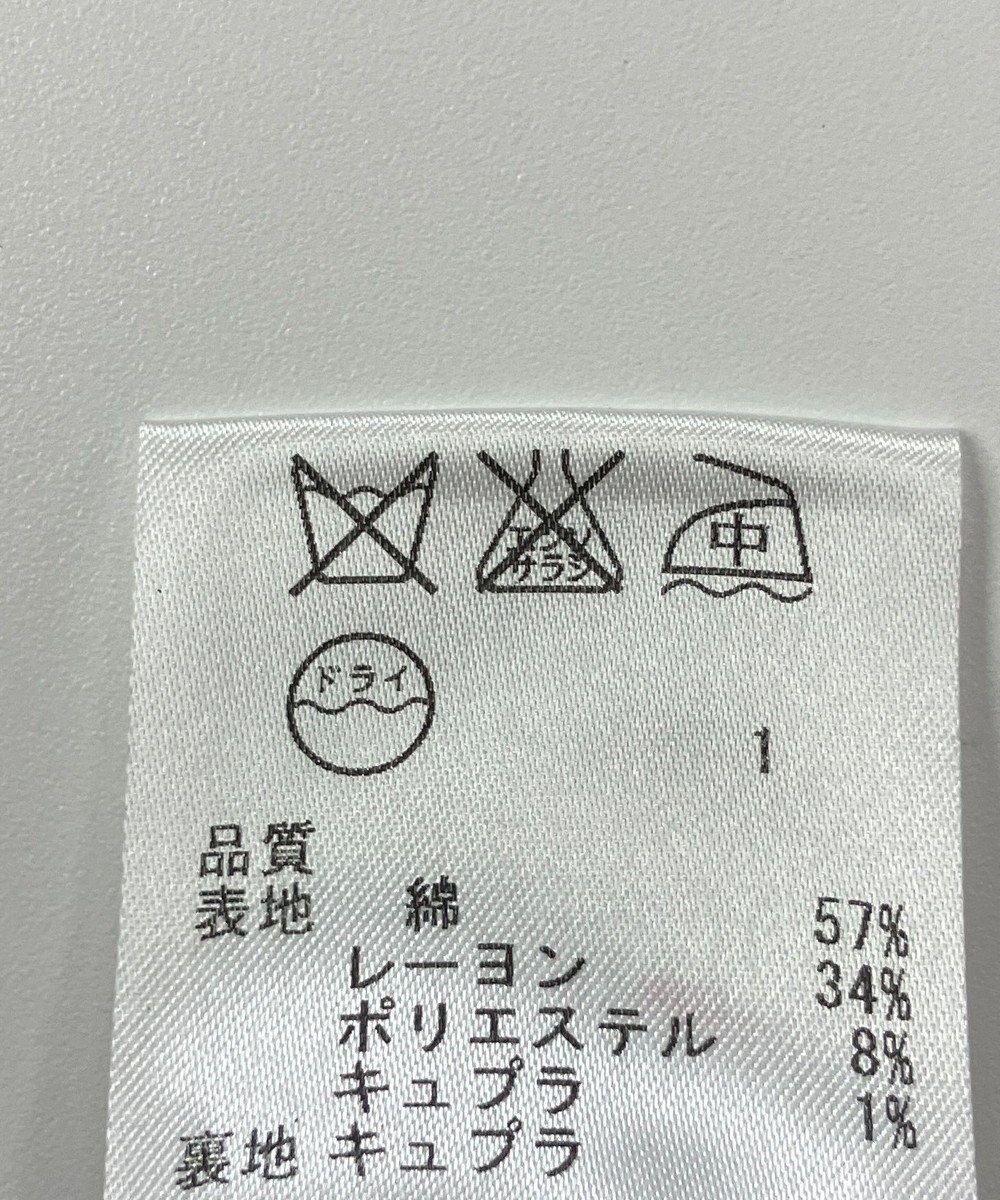 エンソ
サラシ
中
ドライ
1
品質
表地 綿 57%
レーヨン 34%
ポリエステル 8%
キュプラ 1%
裏地 キュプラ